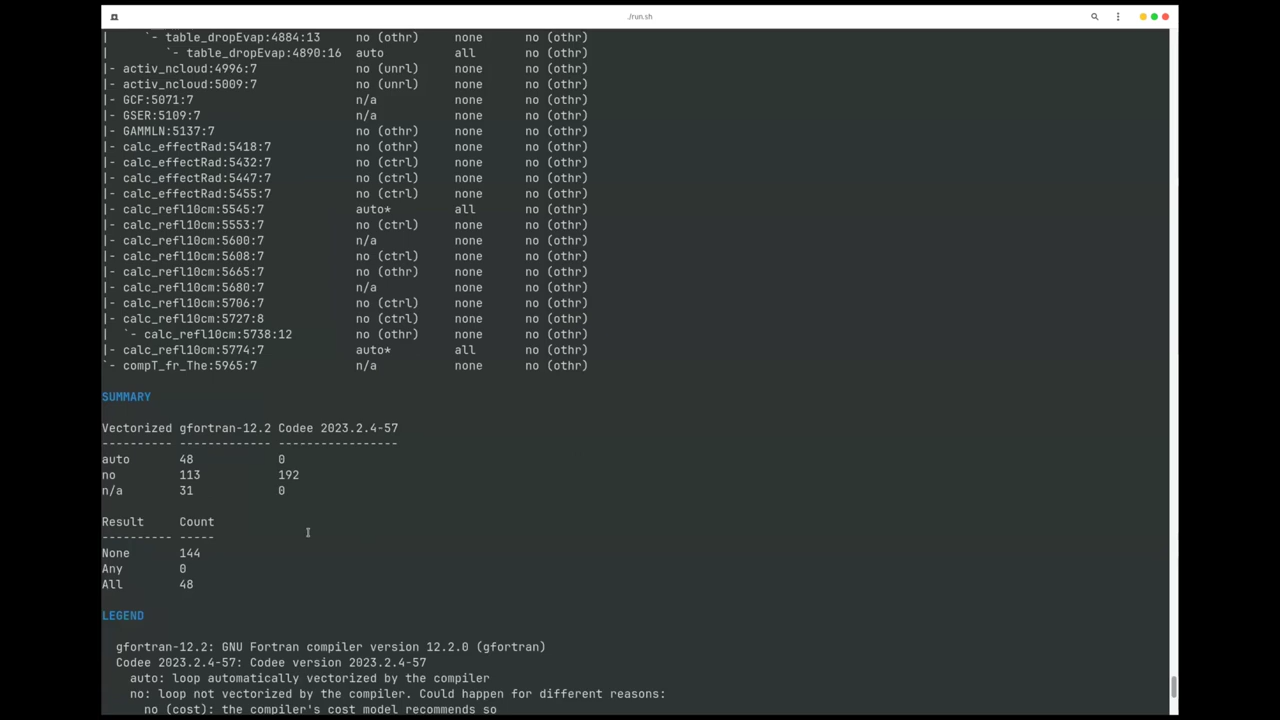 ./run.sh
|     `- table_dropEvap:4884:13     no (othr)     none     no (othr)
|        `- table_dropEvap:4890:16  auto          all      no (othr)
|- activ_ncloud:4996:7              no (unrl)     none     no (othr)
|- activ_ncloud:5009:7              no (unrl)     none     no (othr)
|- GCF:5071:7                       n/a           none     no (othr)
|- GSER:5109:7                      n/a           none     no (othr)
|- GAMMLN:5137:7                    no (othr)     none     no (othr)
|- calc_effectRad:5418:7            no (othr)     none     no (othr)
|- calc_effectRad:5432:7            no (ctrl)     none     no (othr)
|- calc_effectRad:5447:7            no (ctrl)     none     no (othr)
|- calc_effectRad:5455:7            no (ctrl)     none     no (othr)
|- calc_refl10cm:5545:7             auto*         all      no (othr)
|- calc_refl10cm:5553:7             no (ctrl)     none     no (othr)
|- calc_refl10cm:5600:7             n/a           none     no (othr)
|- calc_refl10cm:5608:7             no (ctrl)     none     no (othr)
|- calc_refl10cm:5665:7             no (othr)     none     no (othr)
|- calc_refl10cm:5680:7             n/a           none     no (othr)
|- calc_refl10cm:5706:7             no (ctrl)     none     no (othr)
|- calc_refl10cm:5727:8             no (ctrl)     none     no (othr)
|  `- calc_refl10cm:5738:12         no (othr)     none     no (othr)
|- calc_refl10cm:5774:7             auto*         all      no (othr)
`- compT_fr_The:5965:7              n/a           none     no (othr)
SUMMARY
Vectorized gfortran-12.2 Codee 2023.2.4-57
---------- ------------- -----------------
auto       48            0
no         113           192
n/a        31            0
Result     Count
---------- -----
None       144
Any        0
All        48
LEGEND
gfortran-12.2: GNU Fortran compiler version 12.2.0 (gfortran)
Codee 2023.2.4-57: Codee version 2023.2.4-57
auto: loop automatically vectorized by the compiler
no: loop not vectorized by the compiler. Could happen for different reasons:
no (cost): the compiler's cost model recommends so